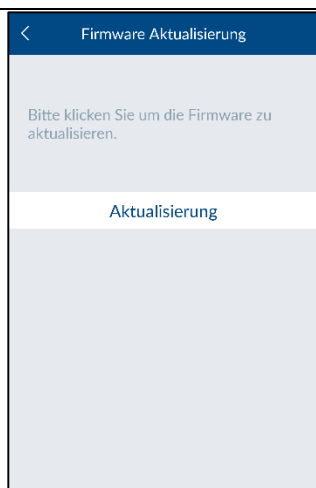 Firmware Aktualisierung
Bitte klicken Sie um die Firmware zu
aktualisieren.
Aktualisierung